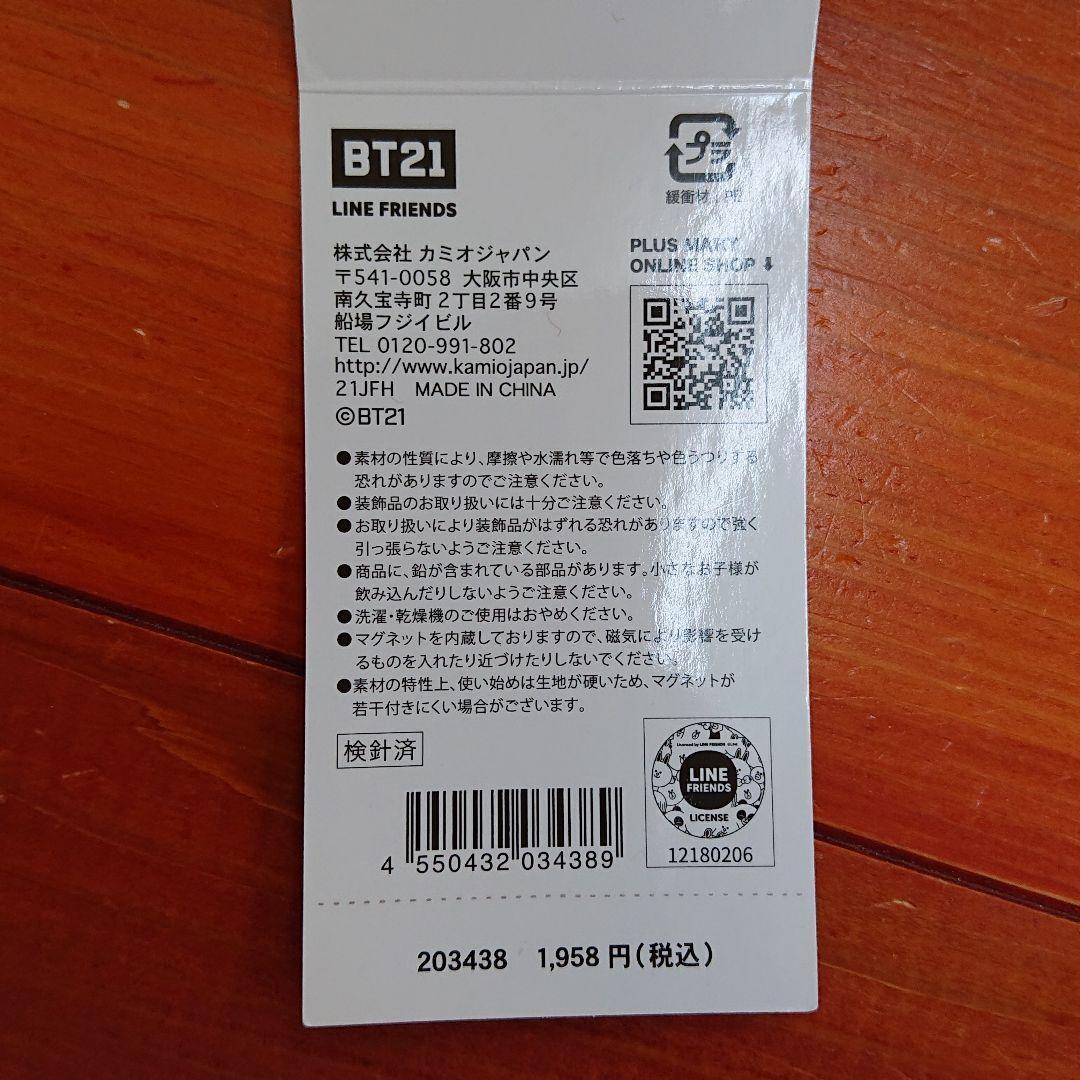 BT21
LINE FRIENDS
プラ
緩衝材:PE
株式会社 カミオジャパン
〒541-0058 大阪市中央区
南久宝寺町2丁目2番9号
船場フジイビル
TEL 0120-991-802
http://www.kamiojapan.jp/
21JFH MADE IN CHINA
©BT21
PLUS MART
ONLINE SHOP ⬇
●素材の性質により、摩擦や水濡れ等で色落ちや色うつりする
恐れがありますのでご注意ください。
●装飾品のお取り扱いには十分ご注意ください。
●お取り扱いにより装飾品がはずれる恐れがありますので強く
引っ張らないようご注意ください。
●商品に、鉛が含まれている部品があります。小さなお子様が
飲み込んだりしないようご注意ください。
●洗濯・乾燥機のご使用はおやめください。
●マグネットを内蔵しておりますので、磁気により影響を受け
るものを入れたり近づけたりしないでください。
●素材の特性上、使い始めは生地が硬いため、マグネットが
若干付きにくい場合がございます。
検針済
Licensed by LINE FRIENDS ©LINE
LINE
FRIENDS
LICENSE
12180206
4 550432 034389
203438 1,958円(税込)